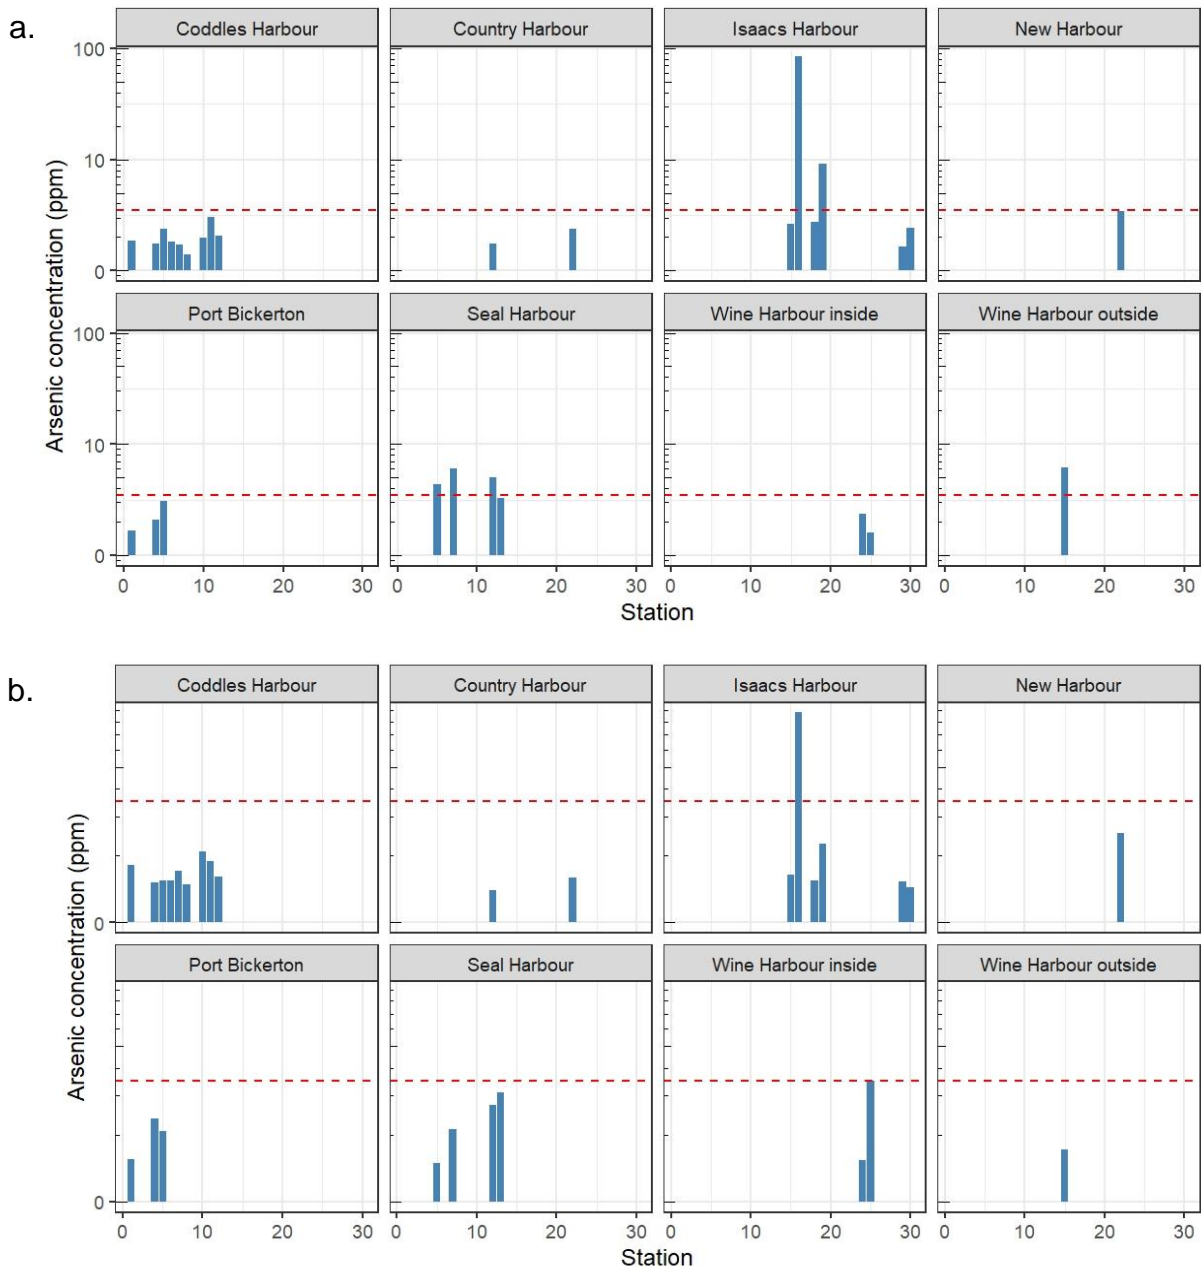 a.
Coddles Harbour Country Harbour Isaacs Harbour New Harbour
100
10
0
Arsenic concentration (ppm)
Port Bickerton Seal Harbour Wine Harbour inside Wine Harbour outside
100
10
0
0 10 20 30 0 10 20 30 0 10 20 30 0 10 20 30
Station
b.
Coddles Harbour Country Harbour Isaacs Harbour New Harbour
0
Arsenic concentration (ppm)
Port Bickerton Seal Harbour Wine Harbour inside Wine Harbour outside
0
0 10 20 30 0 10 20 30 0 10 20 30 0 10 20 30
Station